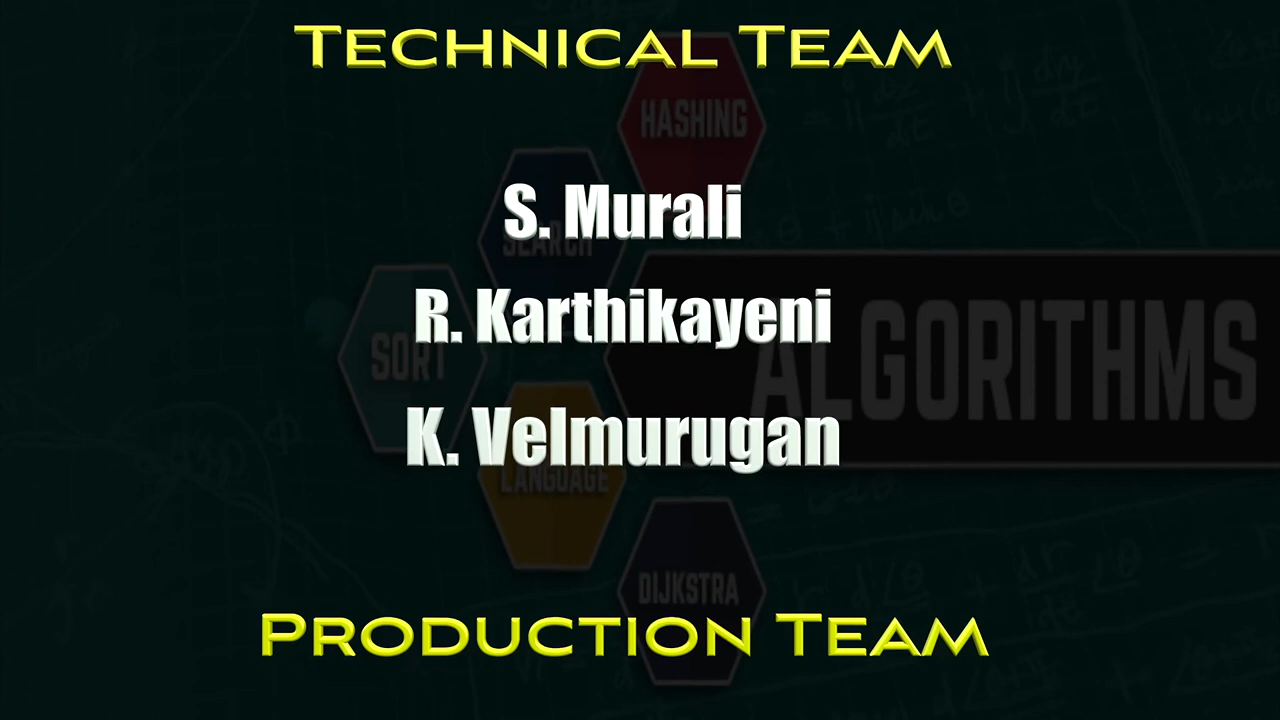 TECHNICAL TEAM
HASHING
S. Murali
SEARCH
R. Karthikayeni
SORT
ALGORITHMS
K. Velmurugan
LANGUAGE
DIJKSTRA
PRODUCTION TEAM